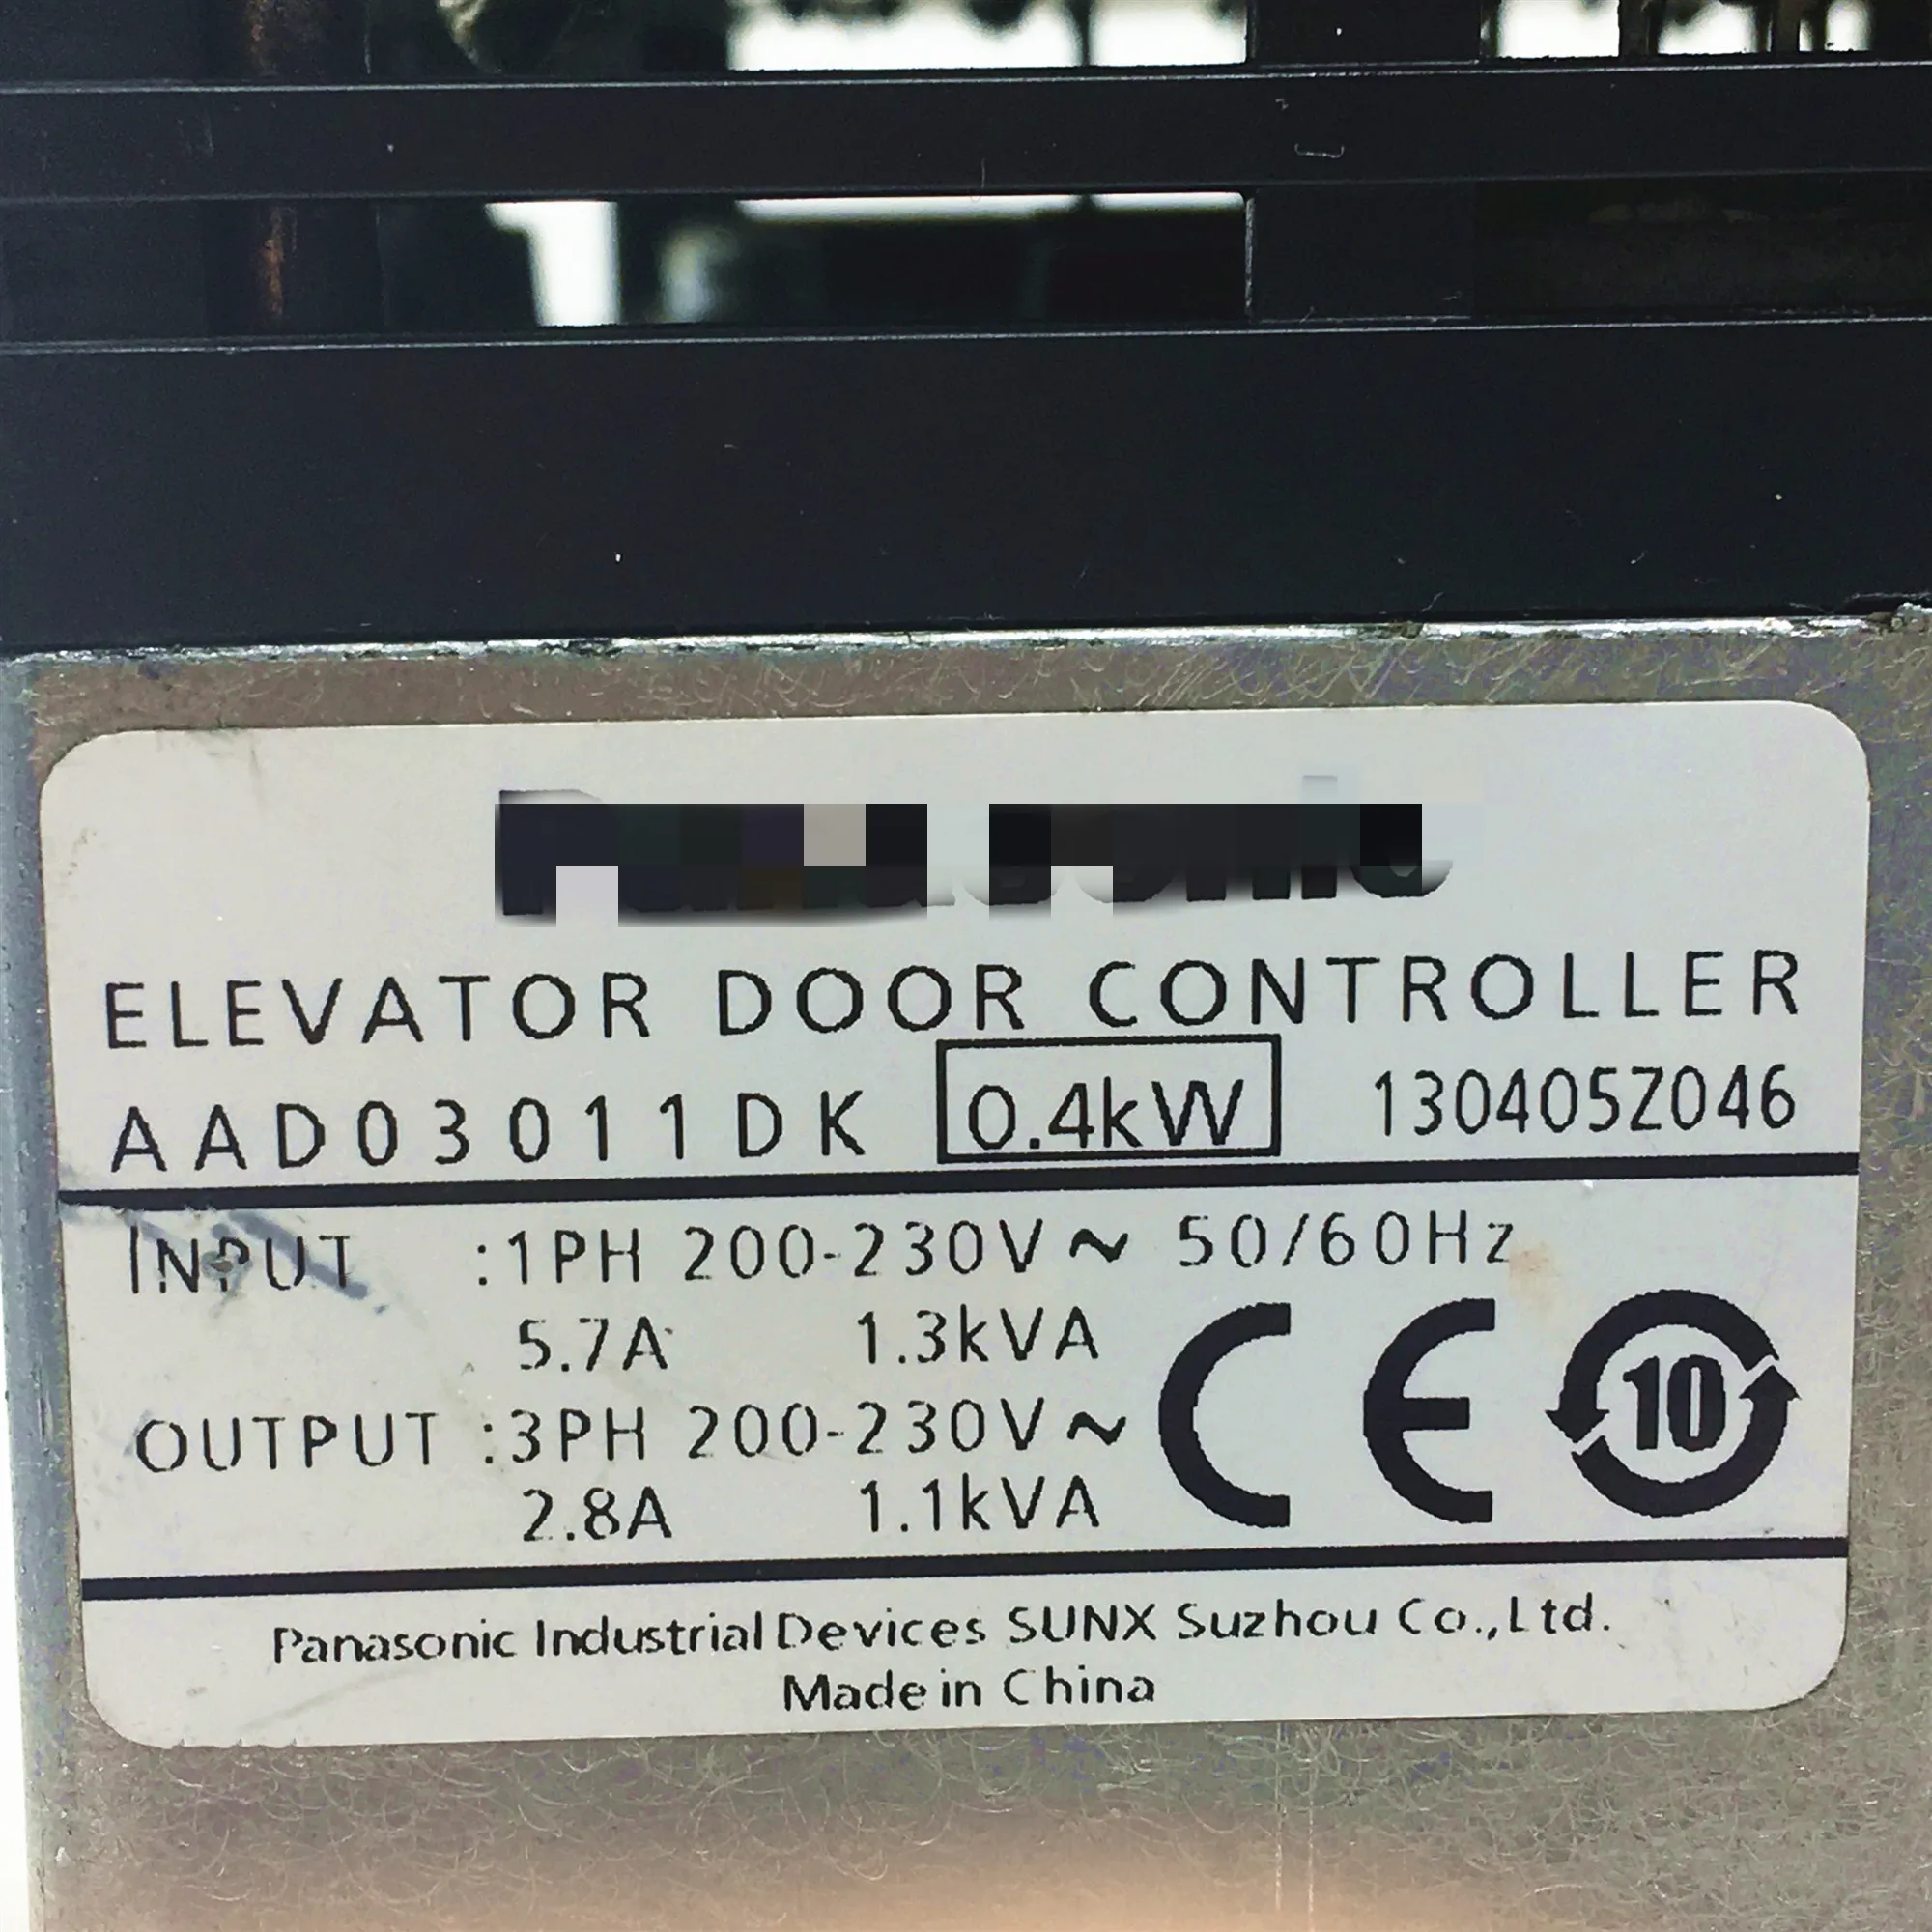 ELEVATOR DOOR CONTROLLER
AAD03011DK 0.4kW 130405Z046
INPUT :1PH 200-230V~ 50/60Hz
5.7A 1.3kVA
OUTPUT :3PH 200-230V~
2.8A 1.1kVA
CE 10
Panasonic Industrial Devices SUNX Suzhou Co.,Ltd.
Made in China